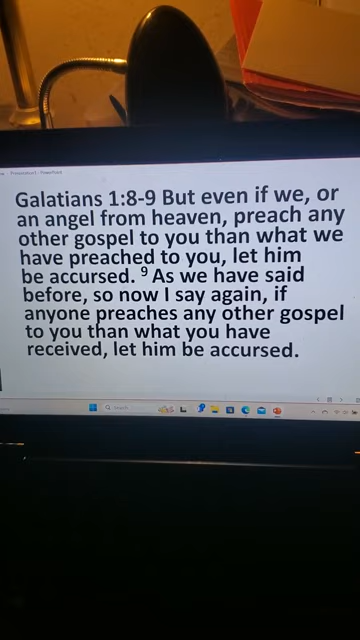 Presentation1 - PowerPoint
Galatians 1:8-9 But even if we, or
an angel from heaven, preach any
other gospel to you than what we
have preached to you, let him
be accursed. 9 As we have said
before, so now I say again, if
anyone preaches any other gospel
to you than what you have
received, let him be accursed.
Search